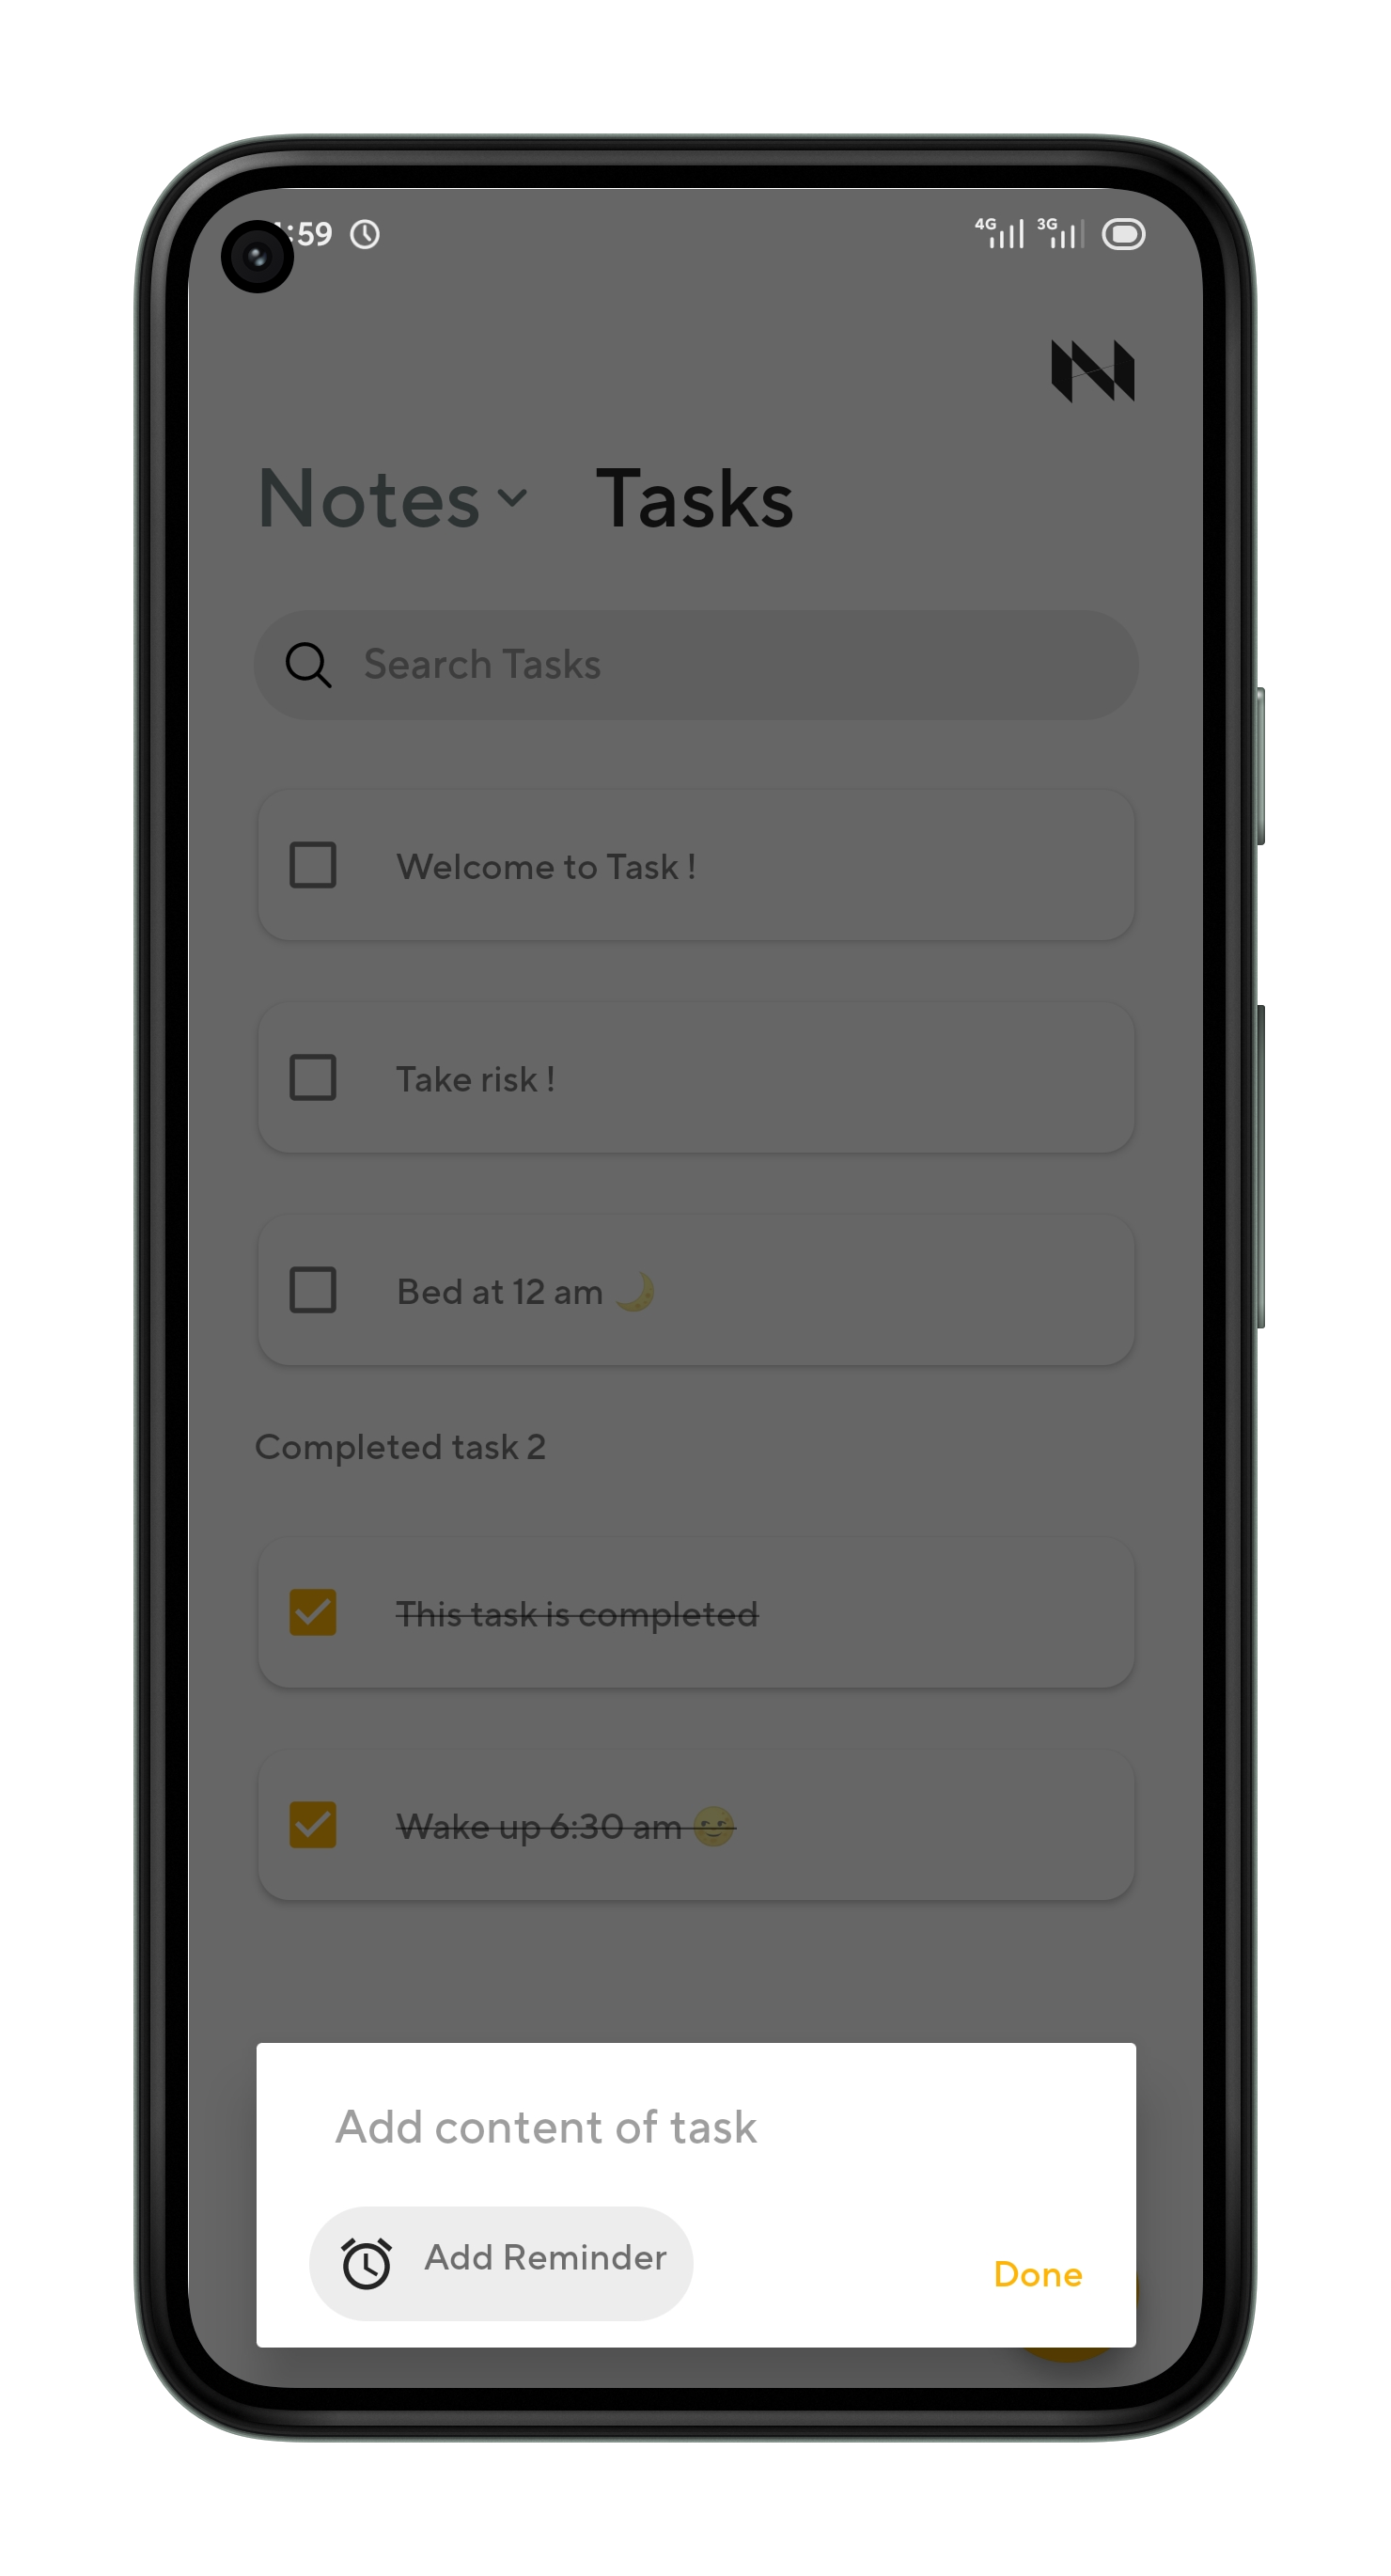 :59 4G 3G
Notes Tasks
Search Tasks
Welcome to Task !
Take risk !
Bed at 12 am 🌙
Completed task 2
This task is completed
Wake up 6:30 am 🌝
Add content of task
Add Reminder
Done